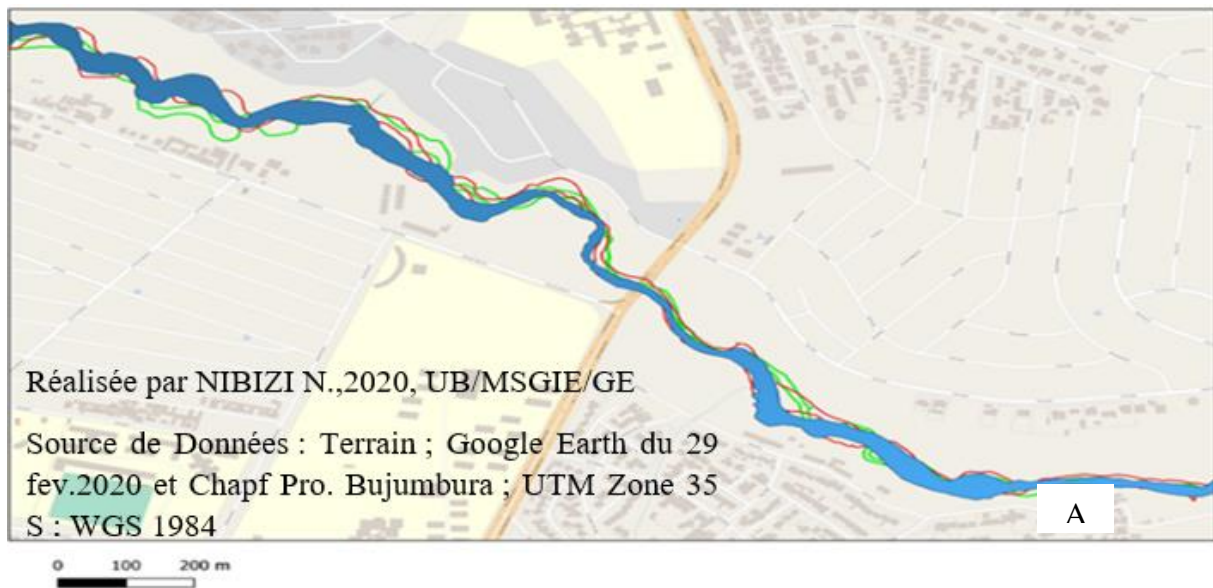 Réalisée par NIBIZI N.,2020, UB/MSGIE/GE
Source de Données : Terrain ; Google Earth du 29
fev.2020 et Chapf Pro. Bujumbura ; UTM Zone 35
S : WGS 1984
A
0 100 200 m